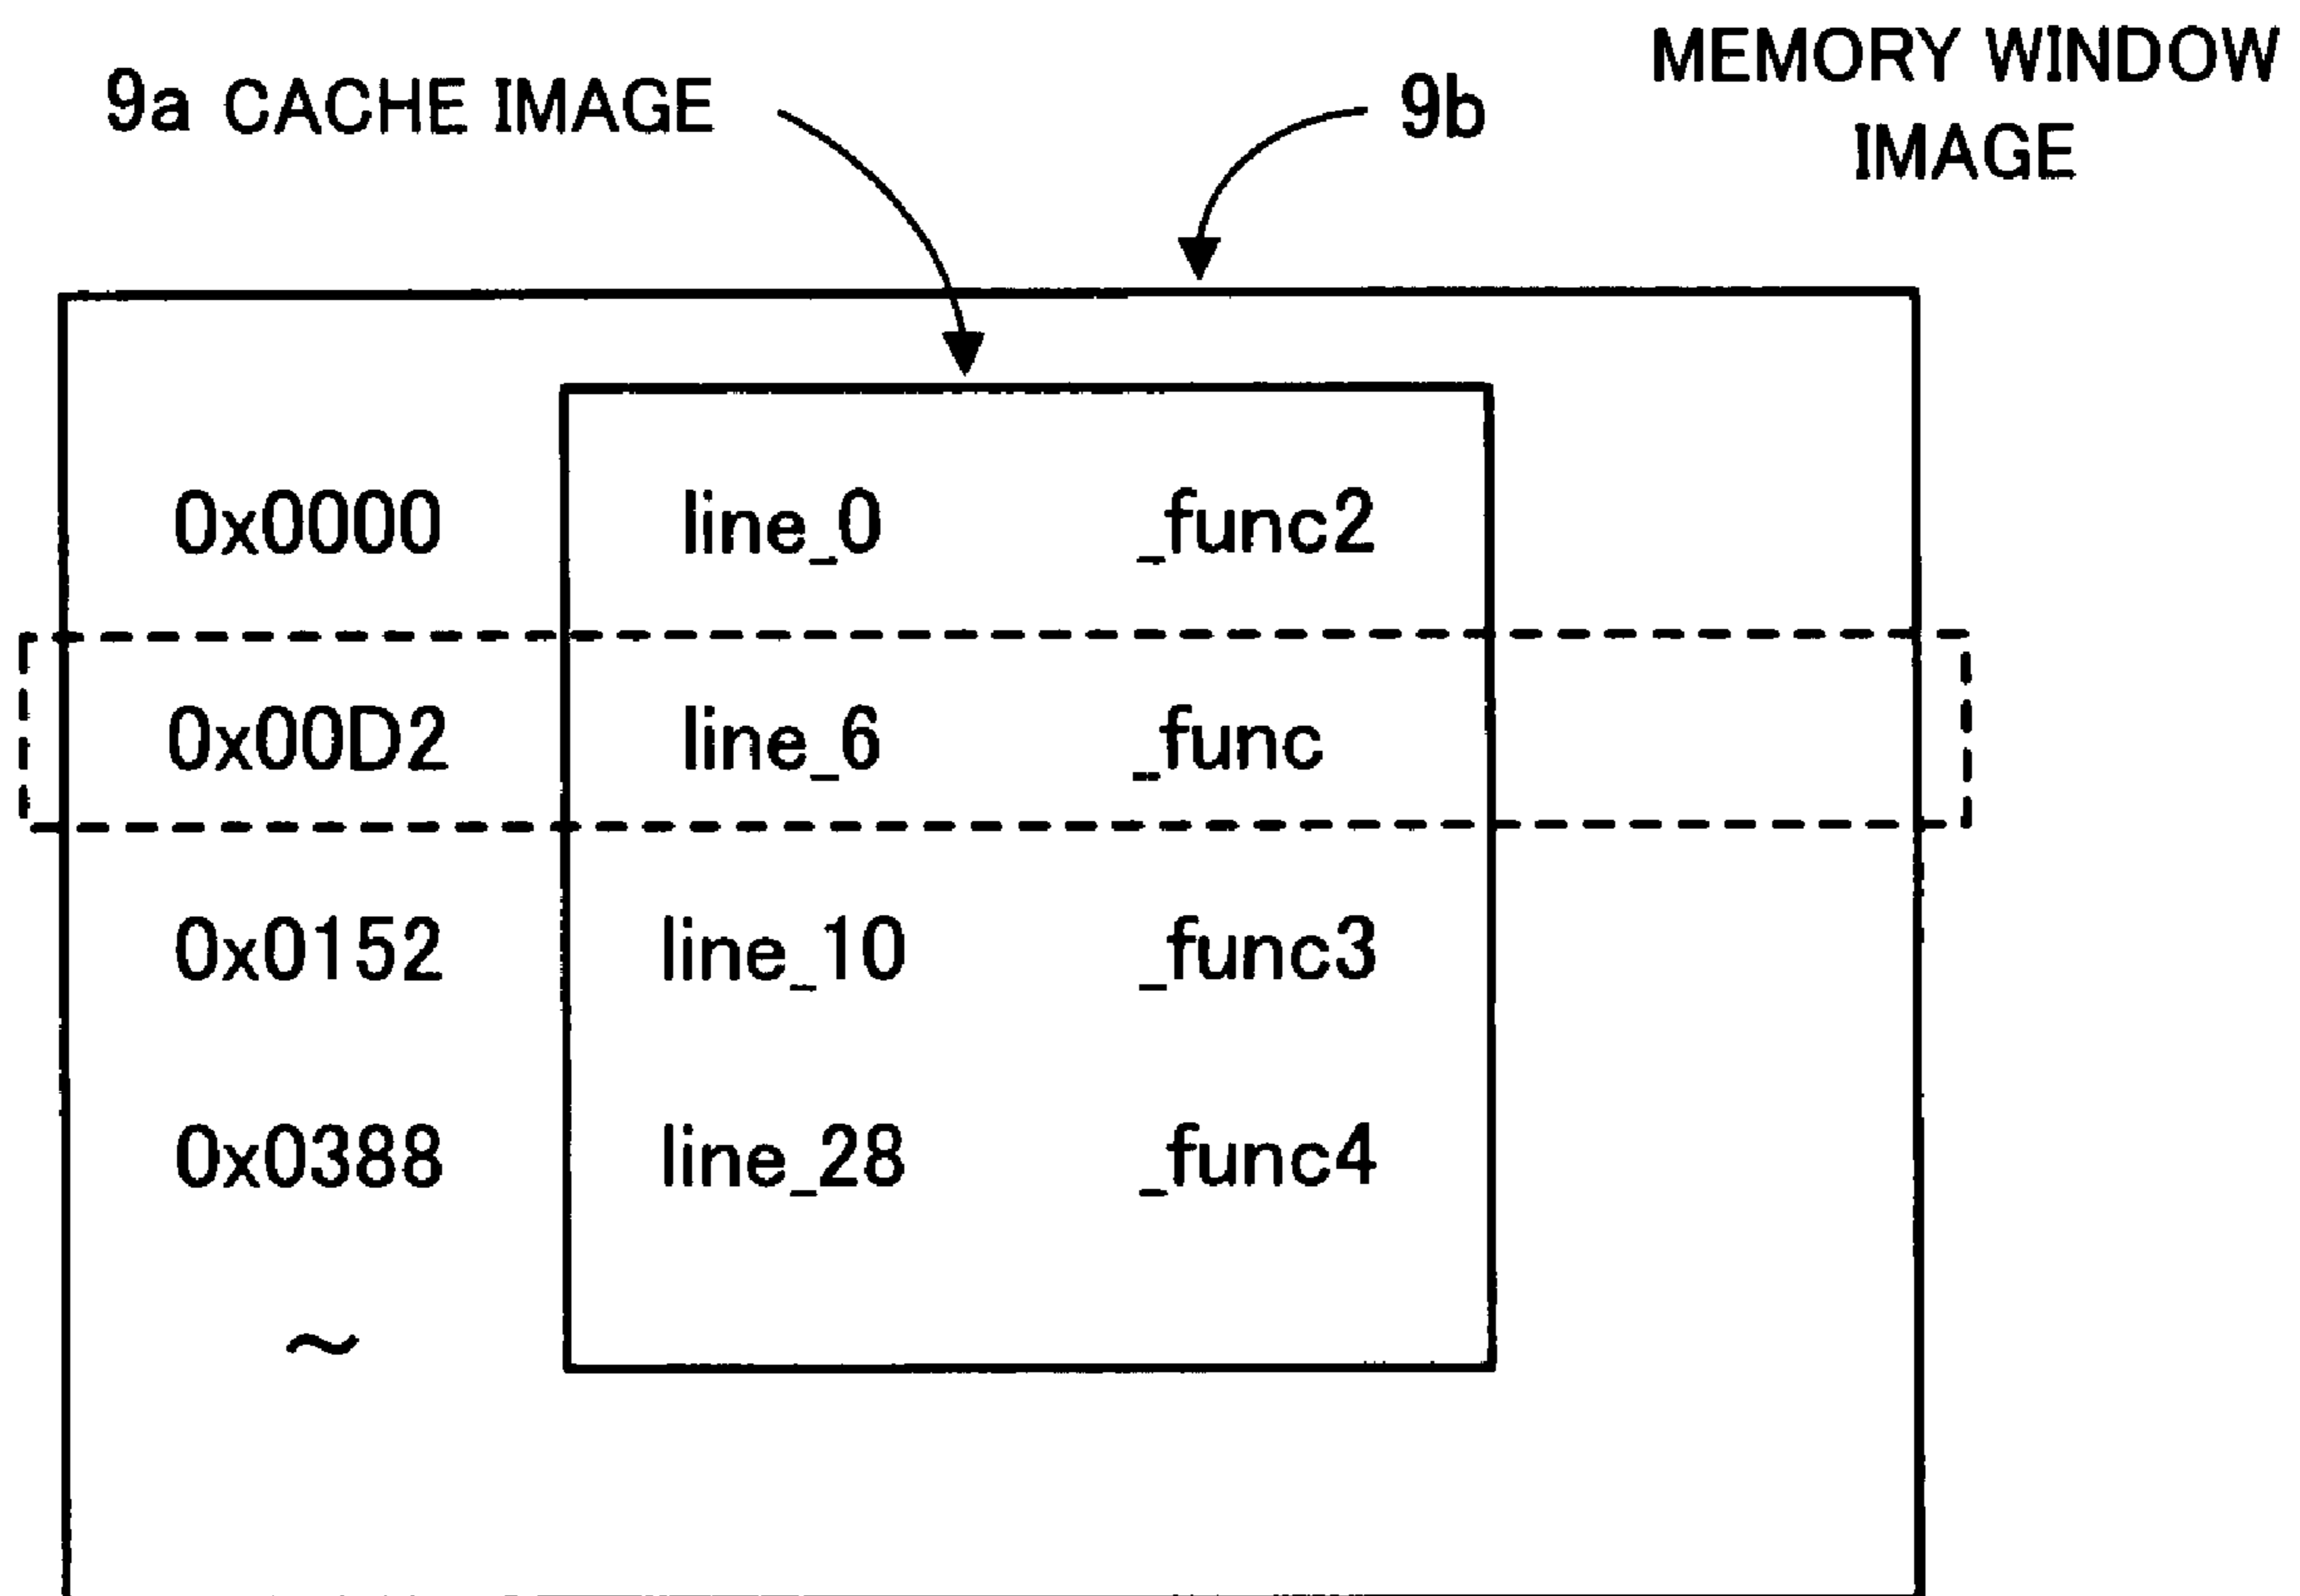 MEMORY WINDOW
IMAGE
9a CACHE IMAGE
9b
0x0000 line_0 _func2
0x00D2 line_6 _func
0x0152 line_10 _func3
0x0388 line_28 _func4
~